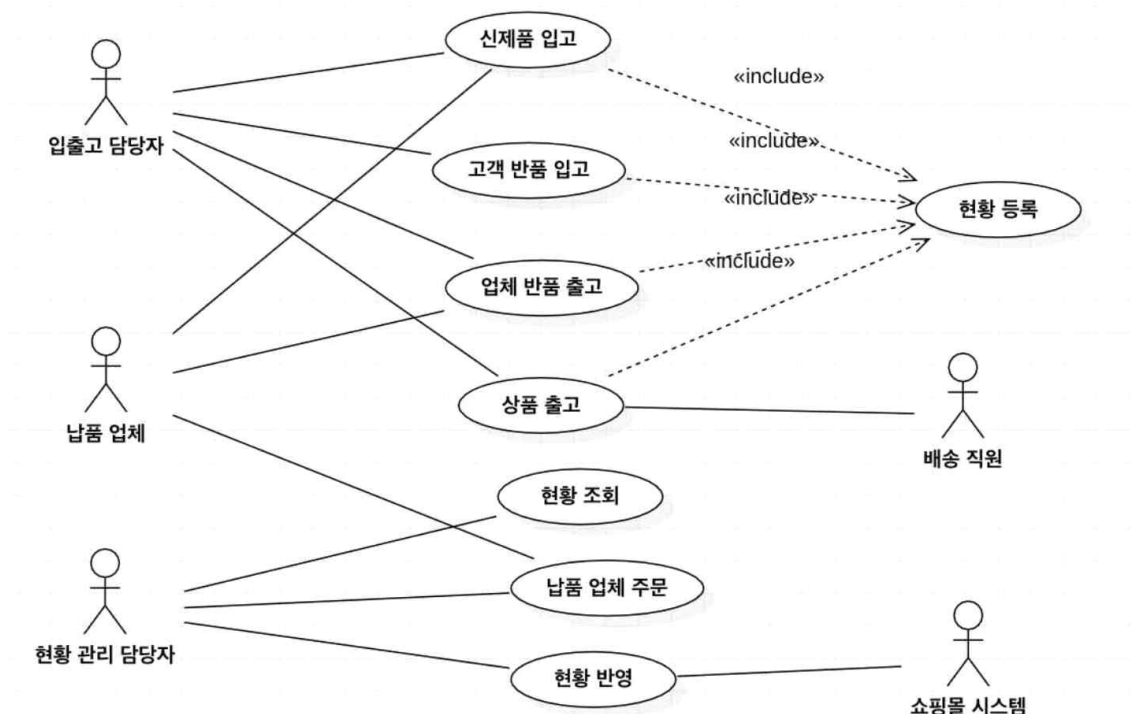 신제품 입고
«include»
입출고 담당자
«include»
고객 반품 입고
«include»
현황 등록
업체 반품 출고
«include»
상품 출고
납품 업체
배송 직원
현황 조회
납품 업체 주문
현황 관리 담당자
현황 반영
쇼핑몰 시스템